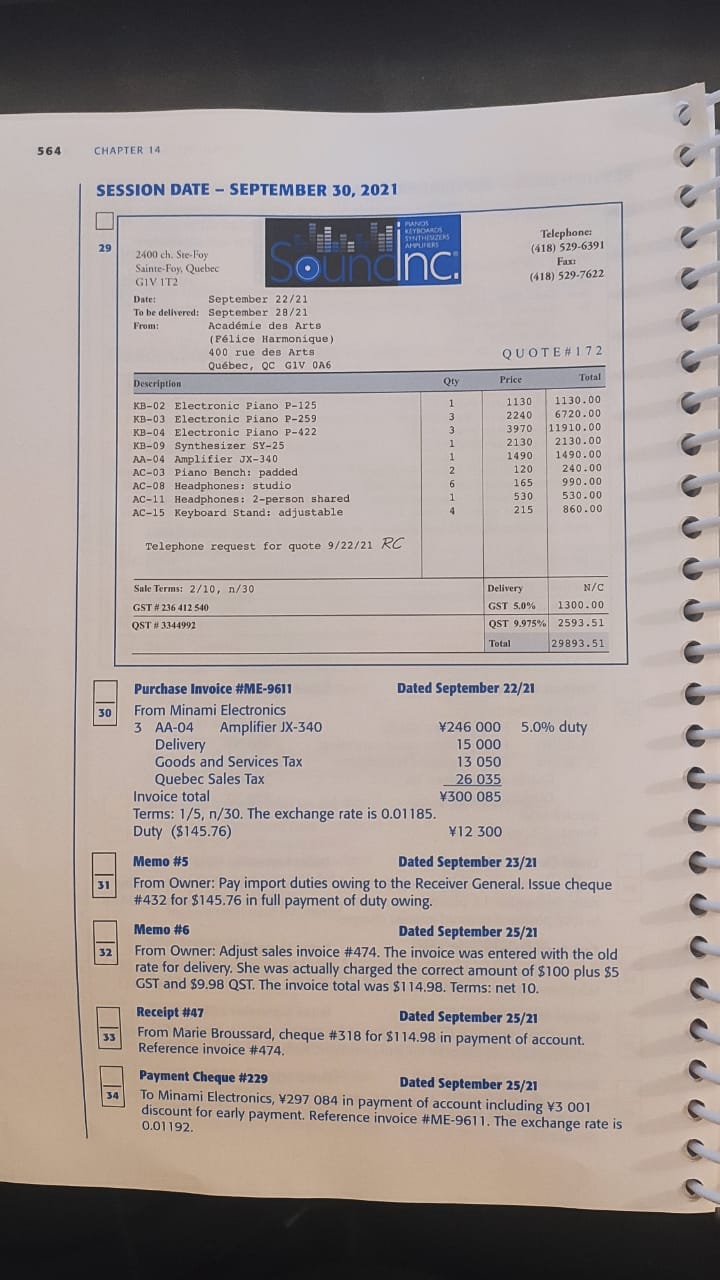 564 CHAPTER 14
SESSION DATE – SEPTEMBER 30, 2021
29
2400 ch. Ste-Foy
Sainte-Foy, Quebec
G1V 1T2
PIANOS
KEYBOARDS
SYNTHESIZERS
AMPLIFIERS
SoundInc.
Telephone:
(418) 529-6391
Fax:
(418) 529-7622
Date: September 22/21
To be delivered: September 28/21
From: Académie des Arts
(Félice Harmonique)
400 rue des Arts
Québec, QC G1V 0A6
QUOTE#172
Description Qty Price Total
KB-02 Electronic Piano P-125 1 1130 1130.00
KB-03 Electronic Piano P-259 3 2240 6720.00
KB-04 Electronic Piano P-422 3 3970 11910.00
KB-09 Synthesizer SY-25 1 2130 2130.00
AA-04 Amplifier JX-340 1 1490 1490.00
AC-03 Piano Bench: padded 2 120 240.00
AC-08 Headphones: studio 6 165 990.00
AC-11 Headphones: 2-person shared 1 530 530.00
AC-15 Keyboard Stand: adjustable 4 215 860.00
Telephone request for quote 9/22/21 RC
Sale Terms: 2/10, n/30 Delivery N/C
GST # 236 412 540 GST 5.0% 1300.00
QST # 3344992 QST 9.975% 2593.51
Total 29893.51
30
Purchase Invoice #ME-9611 Dated September 22/21
From Minami Electronics
3 AA-04 Amplifier JX-340 ¥246 000 5.0% duty
Delivery 15 000
Goods and Services Tax 13 050
Quebec Sales Tax 26 035
Invoice total ¥300 085
Terms: 1/5, n/30. The exchange rate is 0.01185.
Duty ($145.76) ¥12 300
31
Memo #5 Dated September 23/21
From Owner: Pay import duties owing to the Receiver General. Issue cheque
#432 for $145.76 in full payment of duty owing.
32
Memo #6 Dated September 25/21
From Owner: Adjust sales invoice #474. The invoice was entered with the old
rate for delivery. She was actually charged the correct amount of $100 plus $5
GST and $9.98 QST. The invoice total was $114.98. Terms: net 10.
33
Receipt #47 Dated September 25/21
From Marie Broussard, cheque #318 for $114.98 in payment of account.
Reference invoice #474.
34
Payment Cheque #229 Dated September 25/21
To Minami Electronics, ¥297 084 in payment of account including ¥3 001
discount for early payment. Reference invoice #ME-9611. The exchange rate is
0.01192.